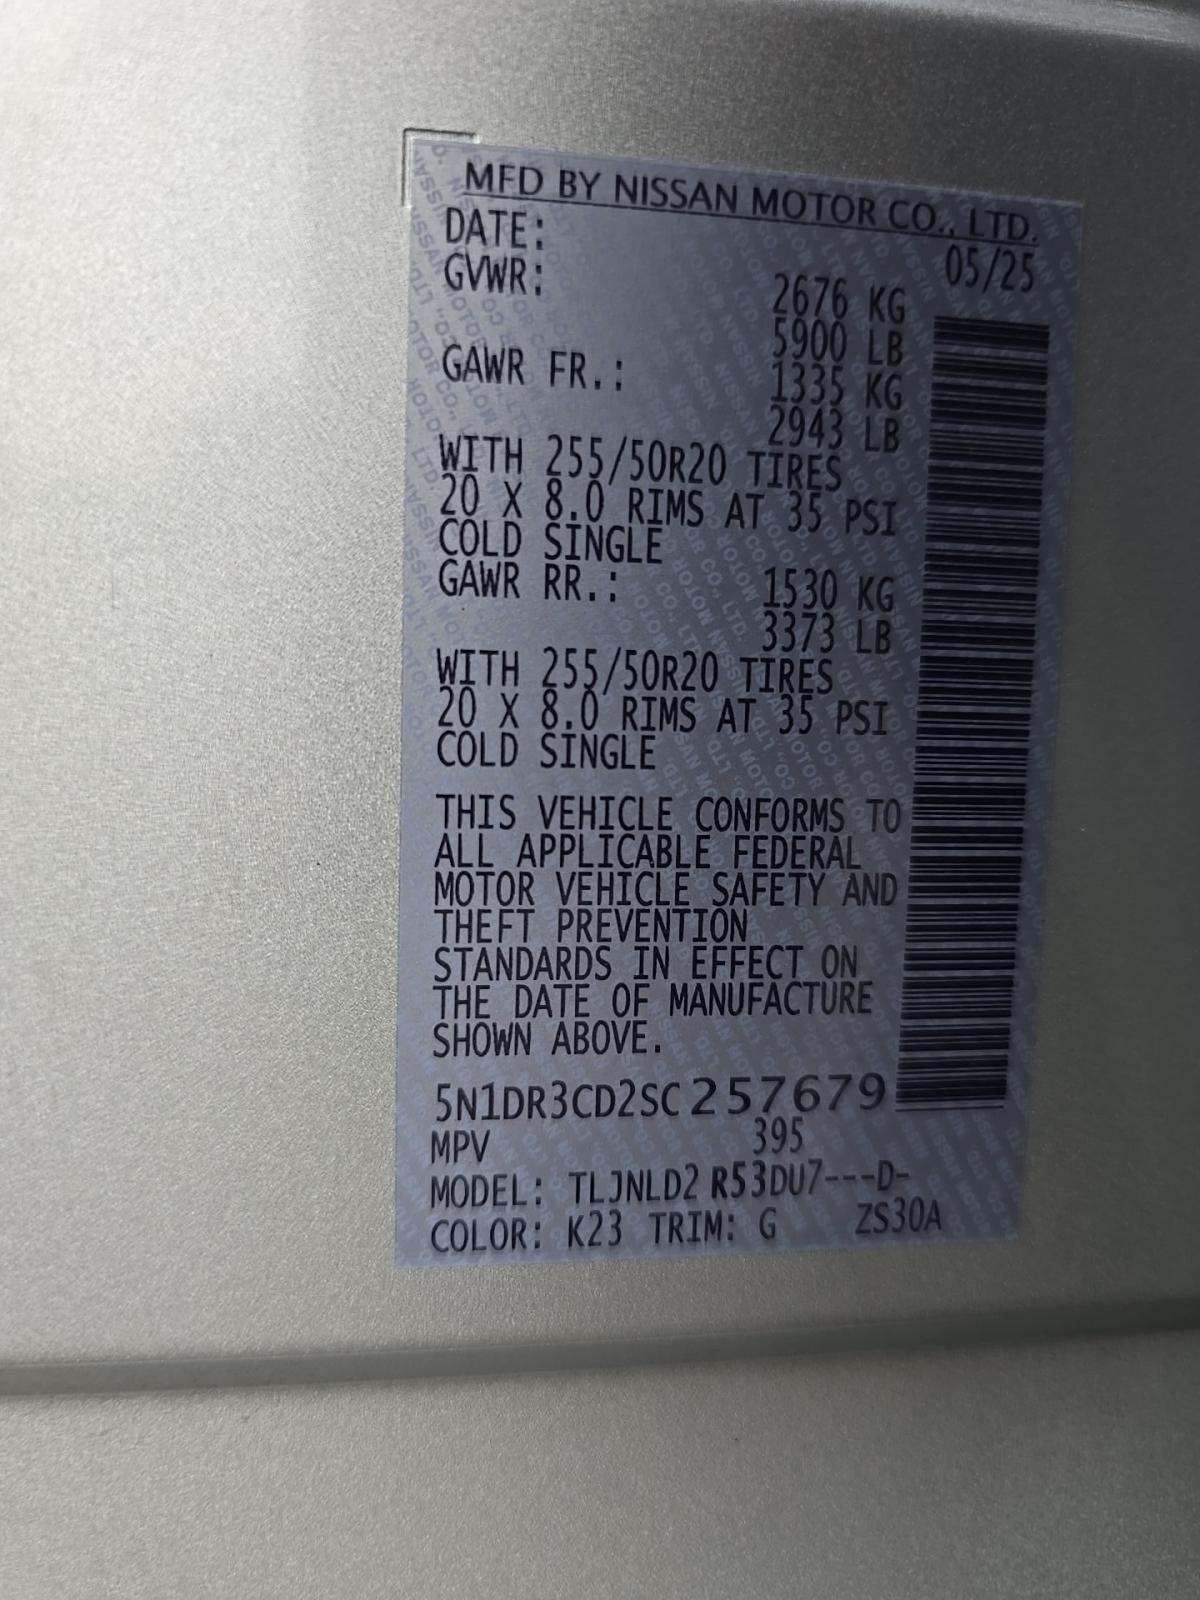 MFD BY NISSAN MOTOR CO., LTD.
DATE: 05/25
GVWR: 2676 KG
5900 LB
GAWR FR.: 1335 KG
2943 LB
WITH 255/50R20 TIRES
20 X 8.0 RIMS AT 35 PSI
COLD SINGLE
GAWR RR.: 1530 KG
3373 LB
WITH 255/50R20 TIRES
20 X 8.0 RIMS AT 35 PSI
COLD SINGLE
THIS VEHICLE CONFORMS TO
ALL APPLICABLE FEDERAL
MOTOR VEHICLE SAFETY AND
THEFT PREVENTION
STANDARDS IN EFFECT ON
THE DATE OF MANUFACTURE
SHOWN ABOVE.
5N1DR3CD2SC257679
MPV 395
MODEL: TLJNLD2 R53DU7---D-
COLOR: K23 TRIM: G ZS30A